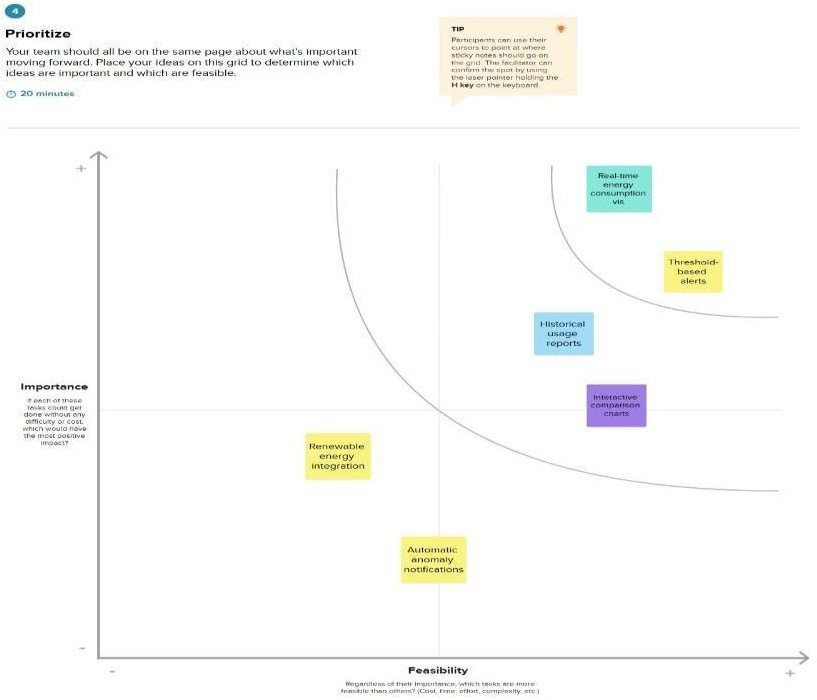 4
Prioritize
Your team should all be on the same page about what's important
moving forward. Place your ideas on this grid to determine which
ideas are important and which are feasible.
20 minutes
TIP
Participants can use their
cursors to point at where
sticky notes should go on
the grid. The facilitator can
confirm the spot by using
the laser pointer holding the
H key on the keyboard.
+
Real-time
energy
consumption
vis.
Threshold-
based
alerts
Historical
usage
reports
Importance
If each of these
tasks could get
done without any
difficulty or cost,
which would have
the most positive
impact?
Interactive
comparison
charts
Renewable
energy
integration
Automatic
anomaly
notifications
-
-
Feasibility
+
Regardless of their importance, which tasks are more
feasible than others? (Cost, time, effort, complexity, etc.)